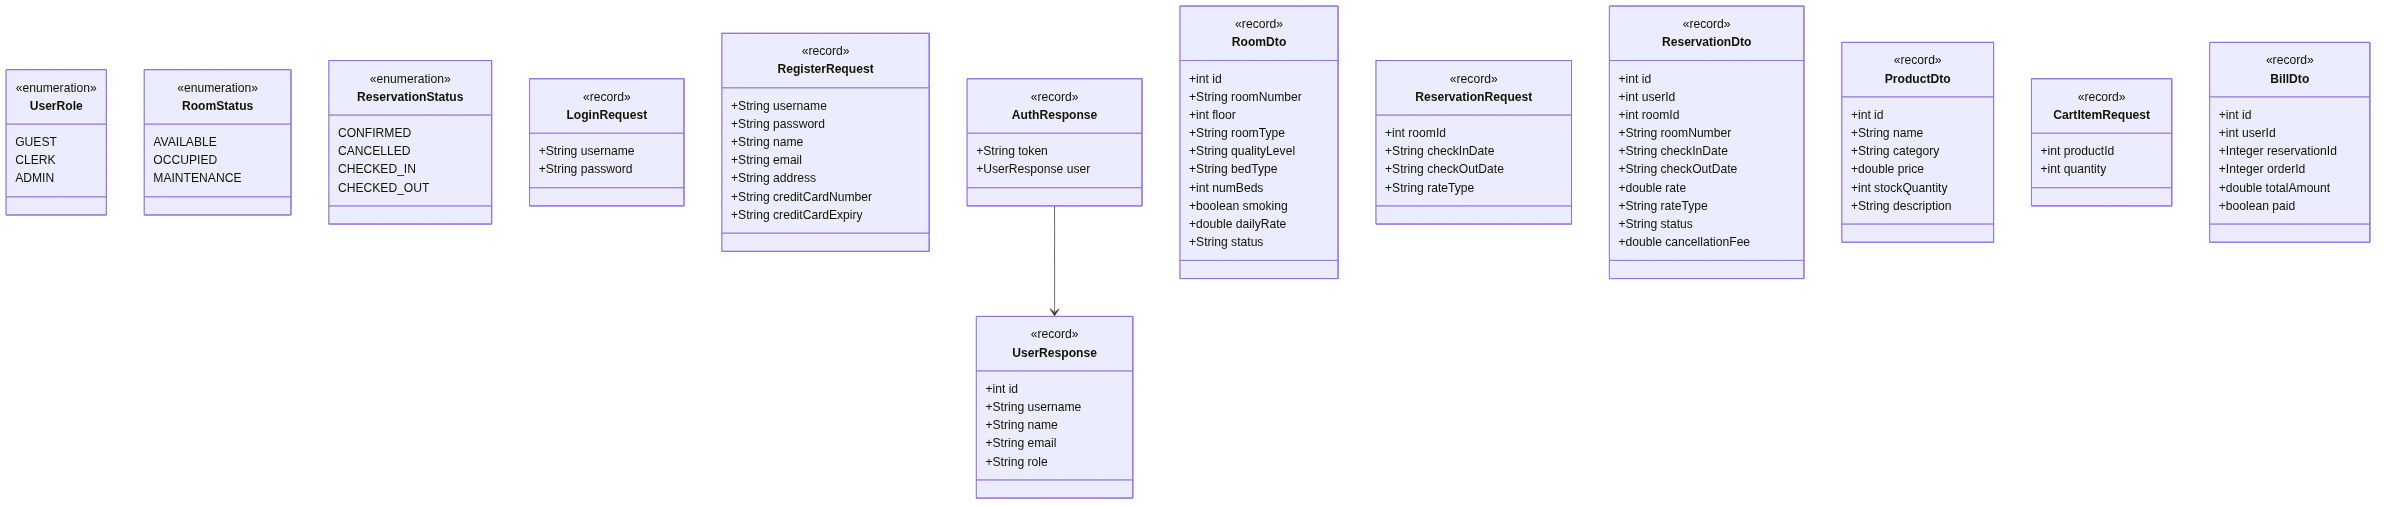 «enumeration»
UserRole
GUEST
CLERK
ADMIN
«enumeration»
RoomStatus
AVAILABLE
OCCUPIED
MAINTENANCE
«enumeration»
ReservationStatus
CONFIRMED
CANCELLED
CHECKED_IN
CHECKED_OUT
«record»
LoginRequest
+String username
+String password
«record»
RegisterRequest
+String username
+String password
+String name
+String email
+String address
+String creditCardNumber
+String creditCardExpiry
«record»
AuthResponse
+String token
+UserResponse user
«record»
UserResponse
+int id
+String username
+String name
+String email
+String role
«record»
RoomDto
+int id
+String roomNumber
+int floor
+String roomType
+String qualityLevel
+String bedType
+int numBeds
+boolean smoking
+double dailyRate
+String status
«record»
ReservationRequest
+int roomId
+String checkInDate
+String checkOutDate
+String rateType
«record»
ReservationDto
+int id
+int userId
+int roomId
+String roomNumber
+String checkInDate
+String checkOutDate
+double rate
+String rateType
+String status
+double cancellationFee
«record»
ProductDto
+int id
+String name
+String category
+double price
+int stockQuantity
+String description
«record»
CartItemRequest
+int productId
+int quantity
«record»
BillDto
+int id
+int userId
+Integer reservationId
+Integer orderId
+double totalAmount
+boolean paid